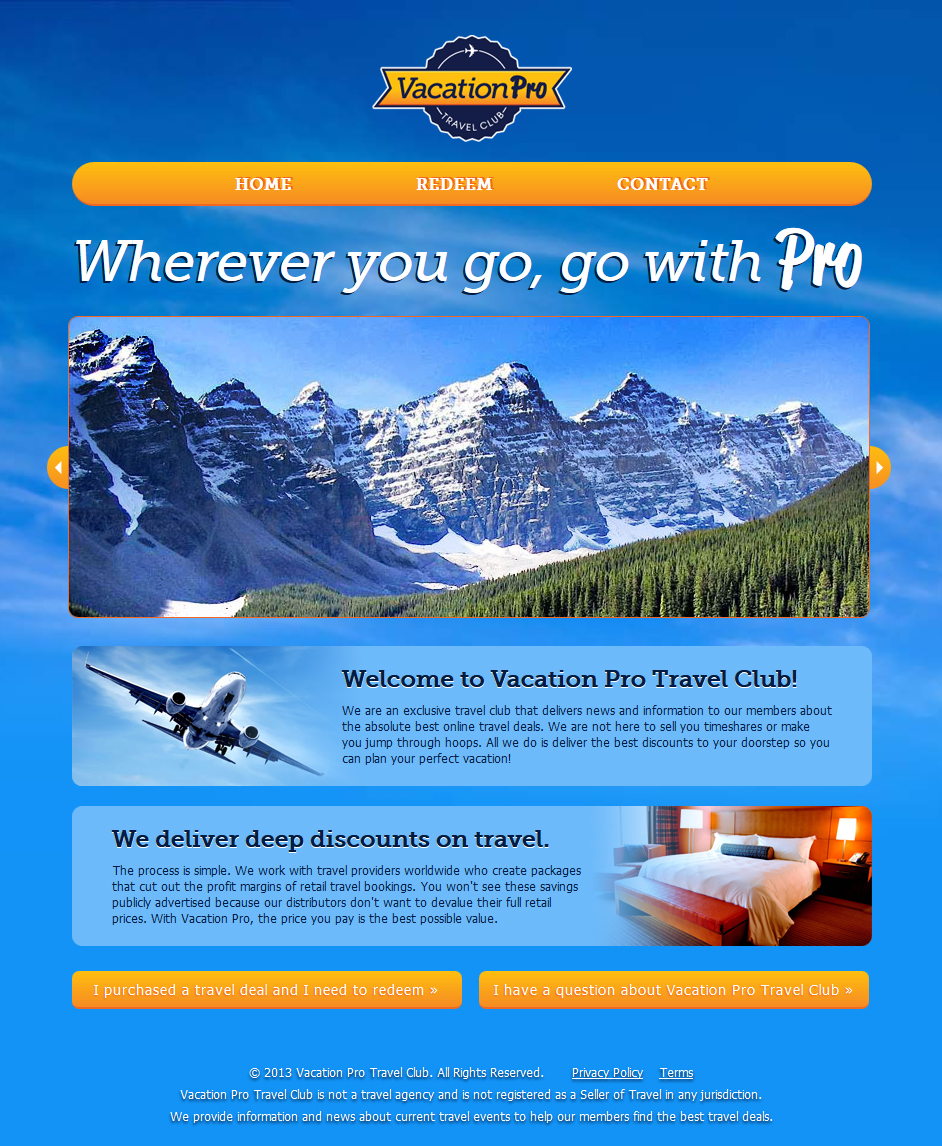 VacationPro
TRAVEL CLUB
HOME REDEEM CONTACT
Wherever you go, go with Pro
Welcome to Vacation Pro Travel Club!
We are an exclusive travel club that delivers news and information to our members about
the absolute best online travel deals. We are not here to sell you timeshares or make
you jump through hoops. All we do is deliver the best discounts to your doorstep so you
can plan your perfect vacation!
We deliver deep discounts on travel.
The process is simple. We work with travel providers worldwide who create packages
that cut out the profit margins of retail travel bookings. You won't see these savings
publicly advertised because our distributors don't want to devalue their full retail
prices. With Vacation Pro, the price you pay is the best possible value.
I purchased a travel deal and I need to redeem »
I have a question about Vacation Pro Travel Club »
© 2013 Vacation Pro Travel Club. All Rights Reserved. Privacy Policy Terms
Vacation Pro Travel Club is not a travel agency and is not registered as a Seller of Travel in any jurisdiction.
We provide information and news about current travel events to help our members find the best travel deals.